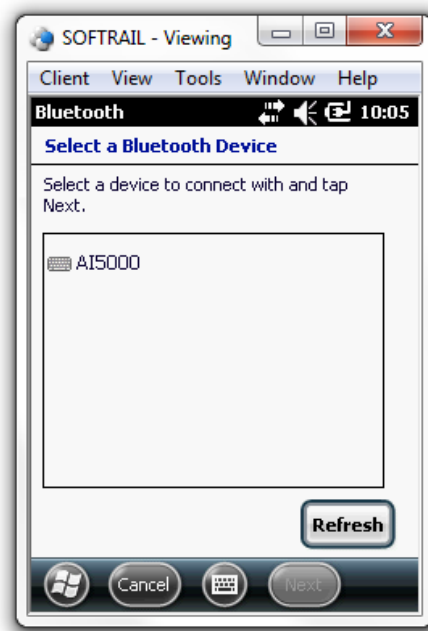 SOFTRAIL - Viewing
Client View Tools Window Help
Bluetooth 10:05
Select a Bluetooth Device
Select a device to connect with and tap
Next.
AI5000
Refresh
Cancel Next